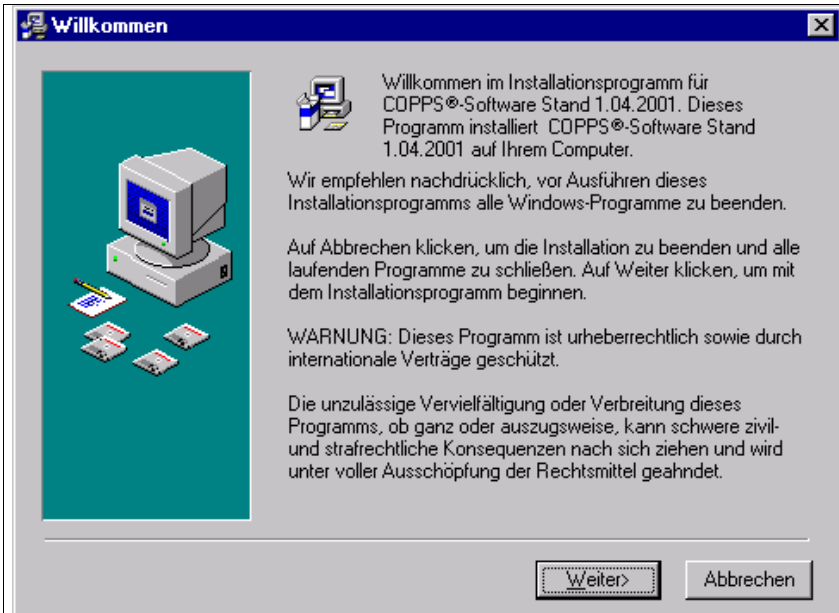 Willkommen
Willkommen im Installationsprogramm für
COPPS®-Software Stand 1.04.2001. Dieses
Programm installiert COPPS®-Software Stand
1.04.2001 auf Ihrem Computer.
Wir empfehlen nachdrücklich, vor Ausführen dieses
Installationsprogramms alle Windows-Programme zu beenden.
Auf Abbrechen klicken, um die Installation zu beenden und alle
laufenden Programme zu schließen. Auf Weiter klicken, um mit
dem Installationsprogramm beginnen.
WARNUNG: Dieses Programm ist urheberrechtlich sowie durch
internationale Verträge geschützt.
Die unzulässige Vervielfältigung oder Verbreitung dieses
Programms, ob ganz oder auszugsweise, kann schwere zivil-
und strafrechtliche Konsequenzen nach sich ziehen und wird
unter voller Ausschöpfung der Rechtsmittel geahndet.
Weiter> Abbrechen